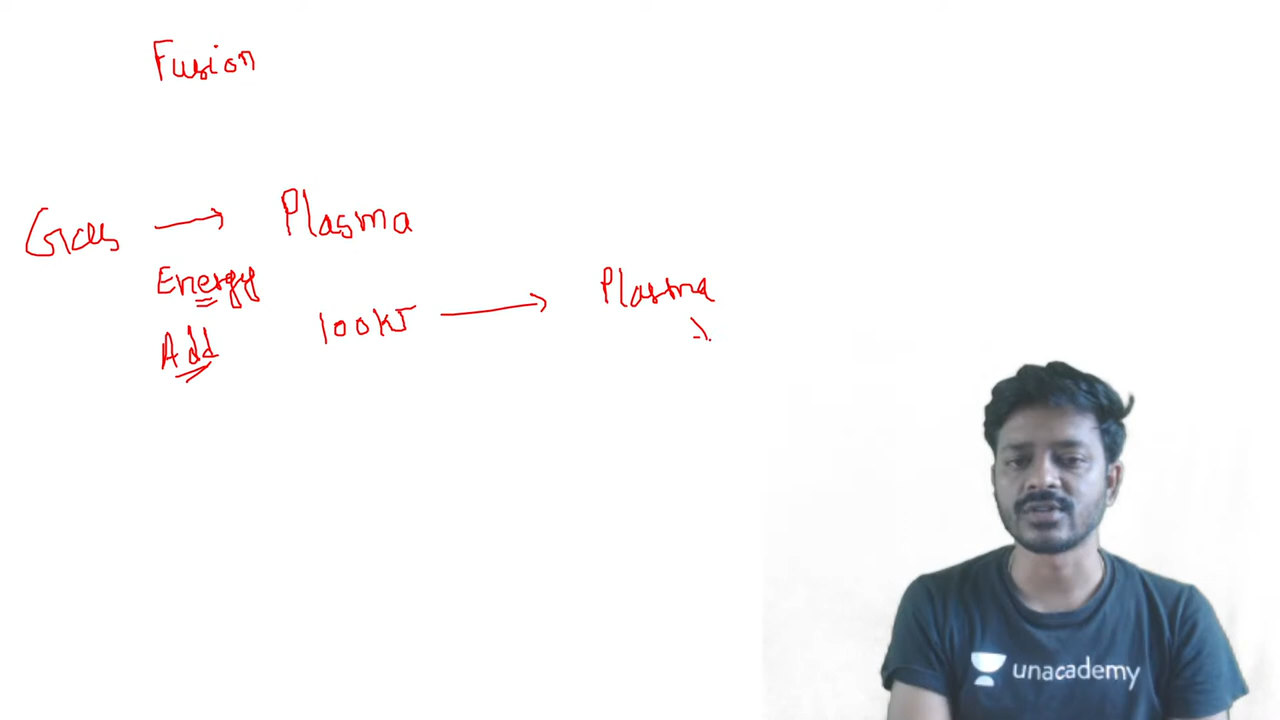 Fusion
Gas → Plasma
Energy
Add
100KJ → Plasma
unacademy